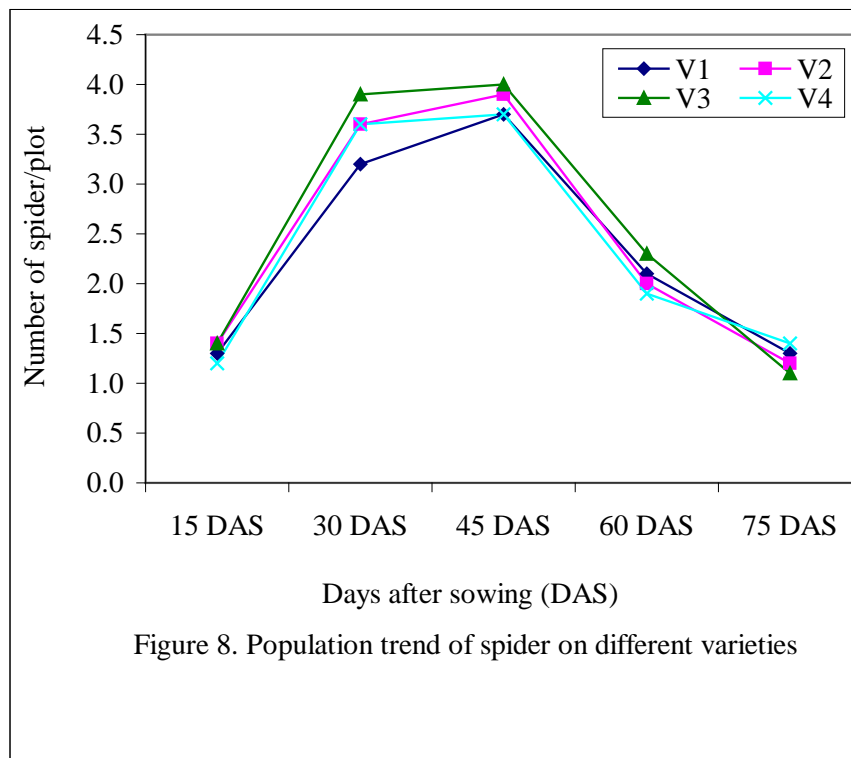 4.5
4.0
3.5
3.0
2.5
2.0
1.5
1.0
0.5
0.0
Number of spider/plot
V1 V2
V3 V4
15 DAS 30 DAS 45 DAS 60 DAS 75 DAS
Days after sowing (DAS)
Figure 8. Population trend of spider on different varieties